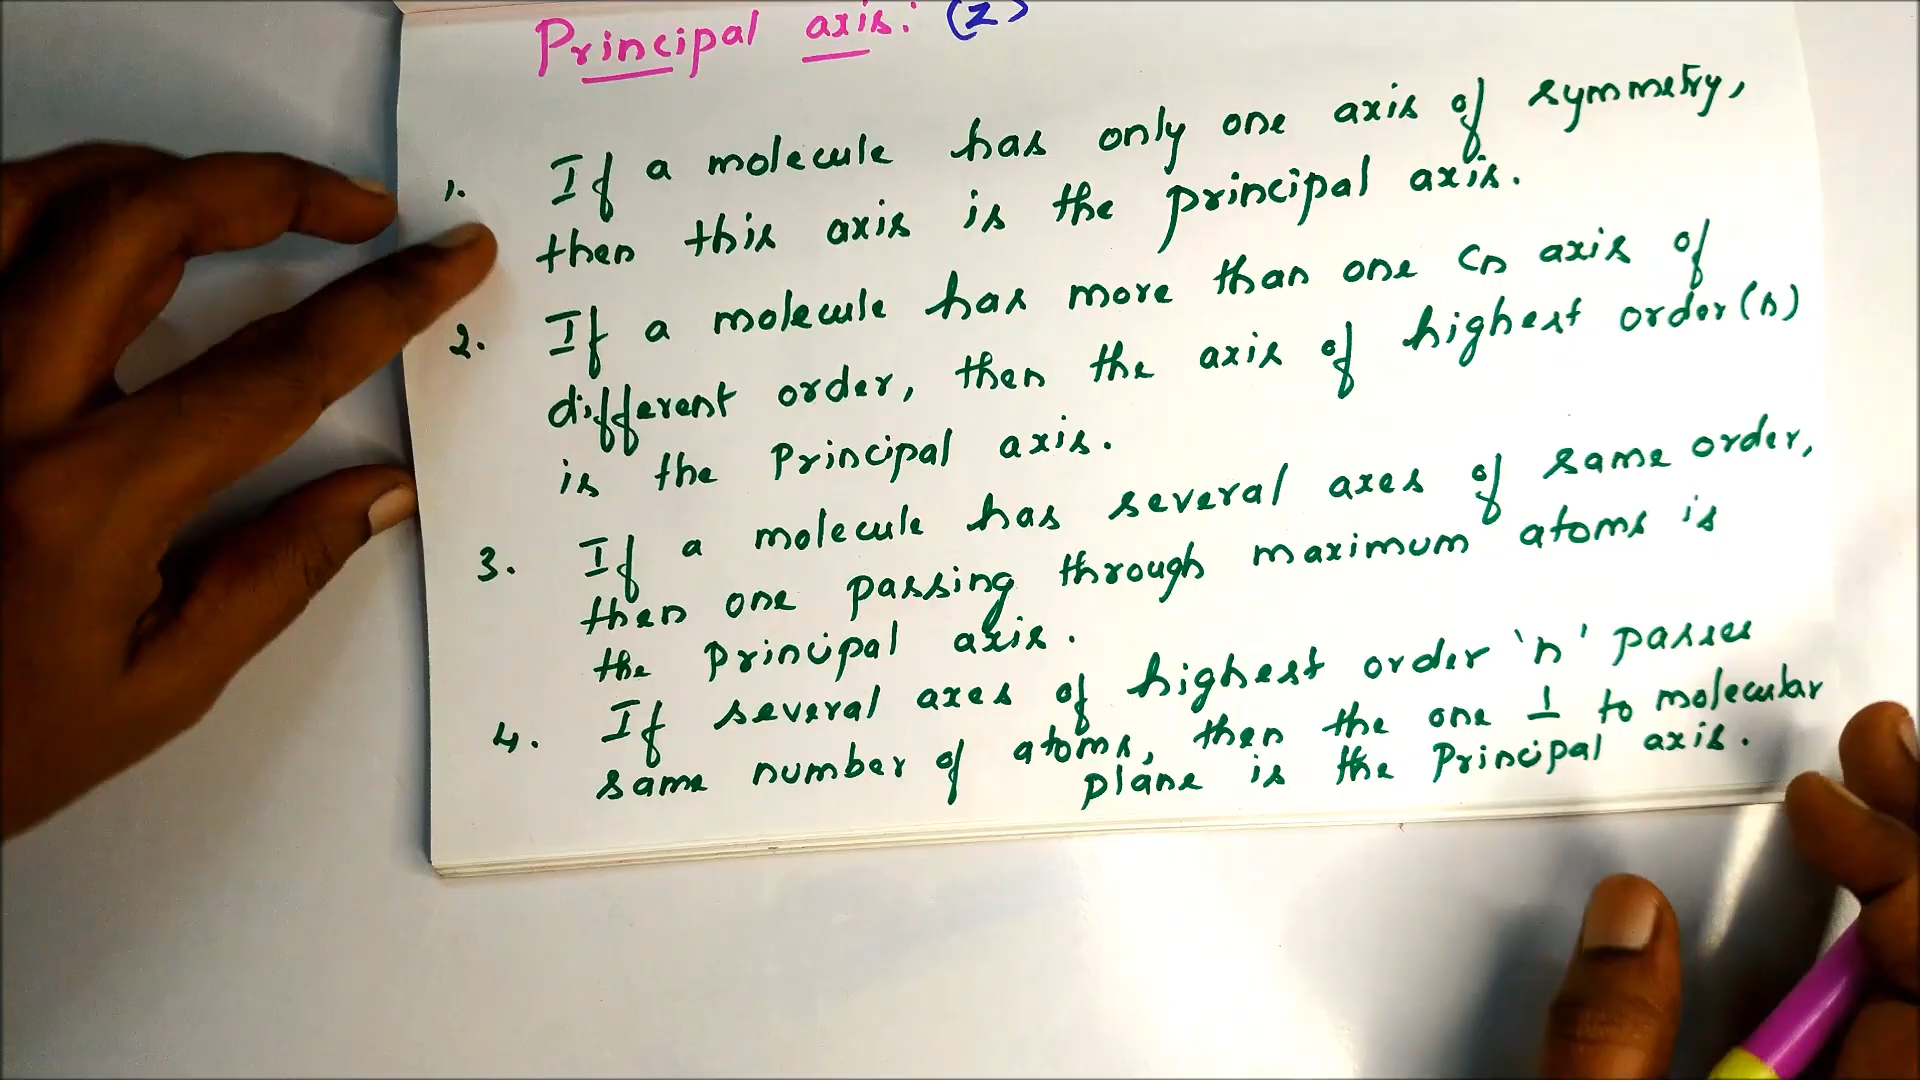 Principal axis: (z)
1. If a molecule has only one axis of symmetry,
then this axis is the principal axis.
2. If a molecule has more than one Cn axis of
different order, then the axis of highest order (n)
is the Principal axis.
3. If a molecule has several axes of same order,
then one passing through maximum atoms is
the Principal axis.
4. If several axes of highest order 'n' passes
same number of atoms, then the one ⊥ to molecular
plane is the Principal axis.